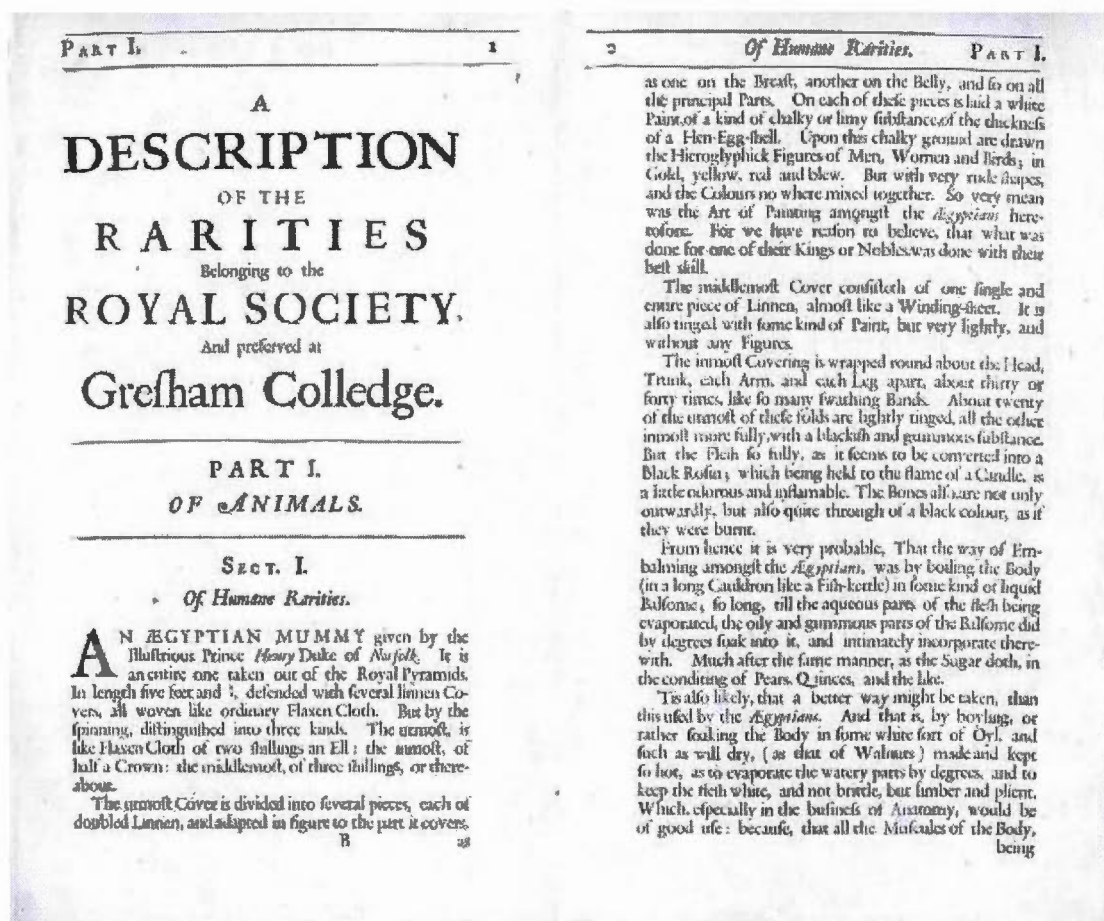 PART I. 1
A
DESCRIPTION
OF THE
RARITIES
Belonging to the
ROYAL SOCIETY,
And preſerved at
Greſham Colledge.
PART I.
OF ANIMALS.
SECT. I.
Of Humane Rarities.
AN ÆGYPTIAN MUMMY given by the
Illuſtrious Prince Henry Duke of Norfolk. It is
an entire one taken out of the Royal Pyramids.
In length five feet and , defended with ſeveral linnen Co-
vers, all woven like ordinary Flaxen Cloth. But by the
ſpinning, diſtinguiſhed into three kinds. The utmoſt, is
like Flaxen Cloth of two ſhillings an Ell: the inmoſt, of
half a Crown: the middlemoſt, of three ſhillings, or there-
about.
The utmoſt Cover is divided into ſeveral pieces, each of
doubled Linnen, and adapted in figure to the part it covers,
B as
2 Of Humane Rarities. PART I.
as one on the Breaſt, another on the Belly, and ſo on all
the principal Parts. On each of theſe pieces is laid a white
Paint, of a kind of chalky or limy ſubſtance, of the thickneſs
of a Hen-Egg-ſhell. Upon this chalky ground are drawn
the Hieroglyphick Figures of Men, Women and Birds; in
Gold, yellow, red and blew. But with very rude ſhapes,
and the Colours no where mixed together. So very mean
was the Art of Painting amongſt the Ægyptians here-
tofore. For we have reaſon to believe, that what was
done for one of their Kings or Nobles, was done with their
beſt skill.
The middlemoſt Cover conſiſteth of one ſingle and
entire piece of Linnen, almoſt like a Winding-ſheet. It is
alſo tinged with ſome kind of Paint, but very lightly, and
without any Figures.
The inmoſt Covering is wrapped round about the Head,
Trunk, each Arm, and each Leg apart, about thirty or
forty times, like ſo many ſwathing Bands. About twenty
of the utmoſt of theſe folds are lightly tinged, all the other
inmoſt more fully, with a blackiſh and gummous ſubſtance.
But the Fleſh ſo fully, as it ſeems to be converted into a
Black Roſin; which being held to the flame of a Candle, is
a little odorous and inflamable. The Bones alſo are not only
outwardly, but alſo quite through of a black colour, as if
they were burnt.
From hence it is very probable, That the way of Em-
balming amongſt the Ægyptians, was by boiling the Body
(in a long Cauldron like a Fiſh-kettle) in ſome kind of liquid
Balſome; ſo long, till the aqueous parts of the fleſh being
evaporated, the oily and gummous parts of the Balſome did
by degrees ſoak into it, and intimately incorporate there-
with. Much after the ſame manner, as the Sugar doth, in
the conditing of Pears, Quinces, and the like.
'Tis alſo likely, that a better way might be taken, than
this uſed by the Ægyptians. And that is, by boyling, or
rather ſoaking the Body in ſome white ſort of Oyl, and
ſuch as will dry, (as that of Walnuts) made and kept
ſo hot, as to evaporate the watery parts by degrees, and to
keep the fleſh white, and not brittle, but limber and plient.
Which, eſpecially in the buſineſs of Anatomy, would be
of good uſe: becauſe, that all the Muſcules of the Body,
being